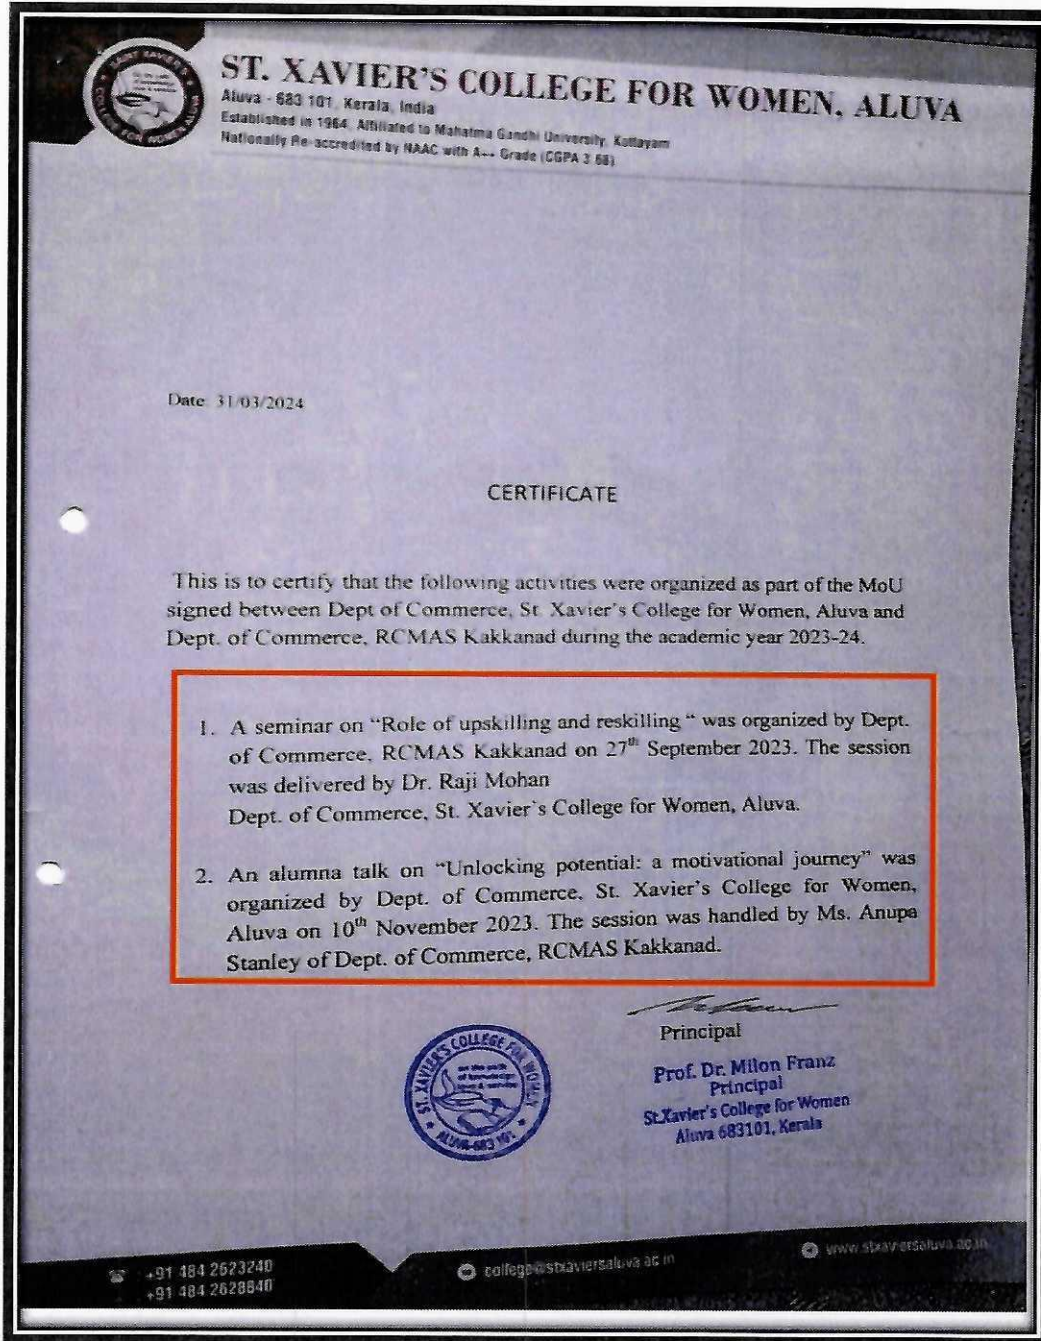 ST. XAVIER'S COLLEGE FOR WOMEN, ALUVA
Aluva - 683 101, Kerala, India
Established in 1964, Affiliated to Mahatma Gandhi University, Kottayam
Nationally Re-accredited by NAAC with A++ Grade (CGPA 3.68)
Date: 31/03/2024
CERTIFICATE
This is to certify that the following activities were organized as part of the MoU
signed between Dept of Commerce, St. Xavier's College for Women, Aluva and
Dept. of Commerce, RCMAS Kakkanad during the academic year 2023-24.
1. A seminar on "Role of upskilling and reskilling " was organized by Dept.
of Commerce, RCMAS Kakkanad on 27th September 2023. The session
was delivered by Dr. Raji Mohan
Dept. of Commerce, St. Xavier's College for Women, Aluva.
2. An alumna talk on "Unlocking potential: a motivational journey" was
organized by Dept. of Commerce, St. Xavier's College for Women,
Aluva on 10th November 2023. The session was handled by Ms. Anupa
Stanley of Dept. of Commerce, RCMAS Kakkanad.
Principal
Prof. Dr. Milon Franz
Principal
St.Xavier's College for Women
Aluva 683101, Kerala
ST. XAVIER'S COLLEGE FOR WOMEN
ALUVA-683 101
+91 484 2623240
+91 484 2628840
college@stxaviersaluva.ac.in
www.stxaviersaluva.ac.in